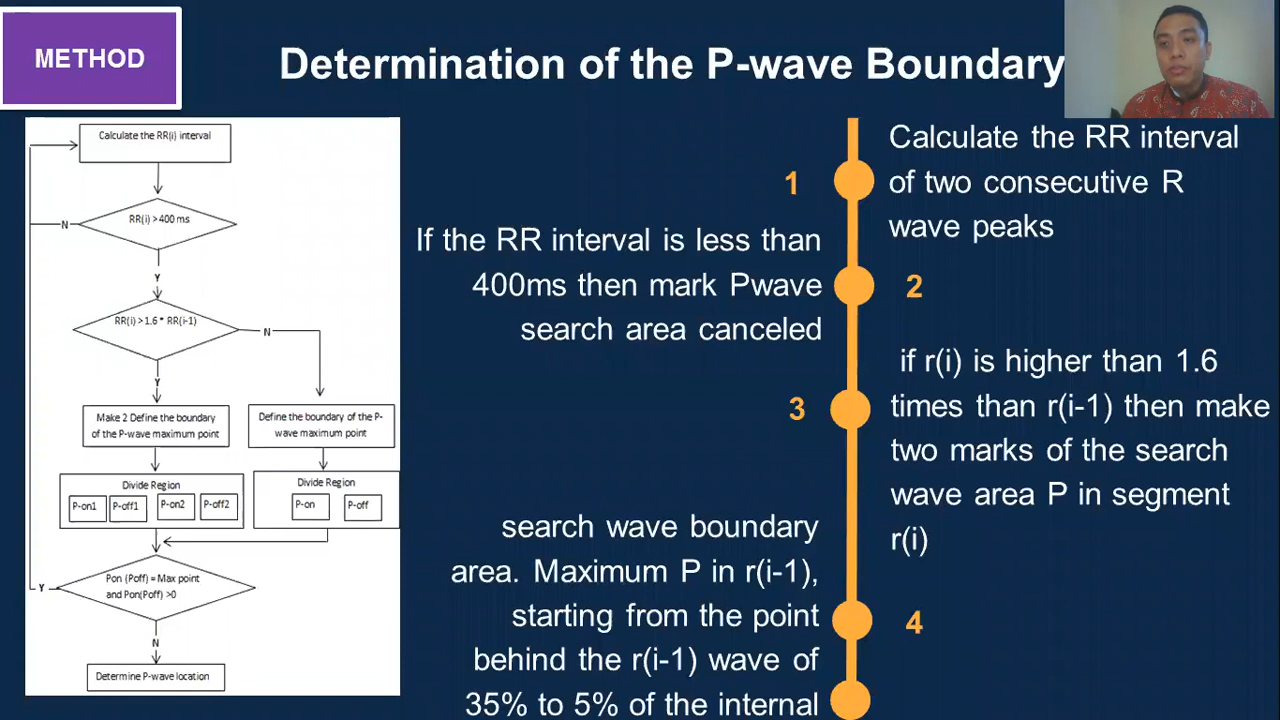 METHOD
Determination of the P-wave Boundary
Calculate the RR(i) interval
RR(i) >400 ms
N
Y
RR(i) >1.6 * RR(i-1)
N
Y
Make 2 Define the boundary
of the P-wave maximum point
Define the boundary of the P-
wave maximum point
Divide Region
P-on1
P-off1
P-on2
P-off2
Divide Region
P-on
P-off
Pon (Poff) = Max point
and Pon(Poff) >0
Y
N
Determine P-wave location
1
Calculate the RR interval
of two consecutive R
wave peaks
If the RR interval is less than
400ms then mark Pwave
search area canceled
2
3
if r(i) is higher than 1.6
times than r(i-1) then make
two marks of the search
wave area P in segment
r(i)
search wave boundary
area. Maximum P in r(i-1),
starting from the point
behind the r(i-1) wave of
35% to 5% of the internal
4